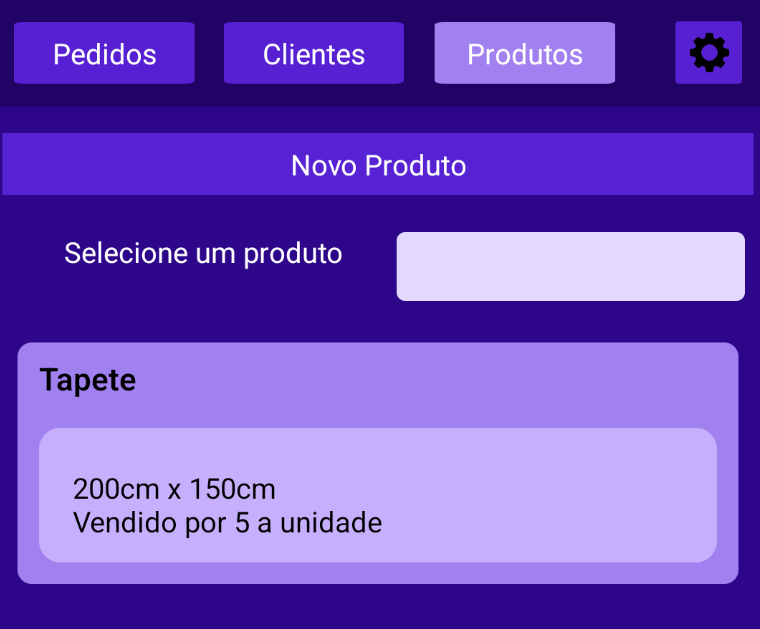 Pedidos Clientes Produtos
Novo Produto
Selecione um produto
Tapete
200cm x 150cm
Vendido por 5 a unidade